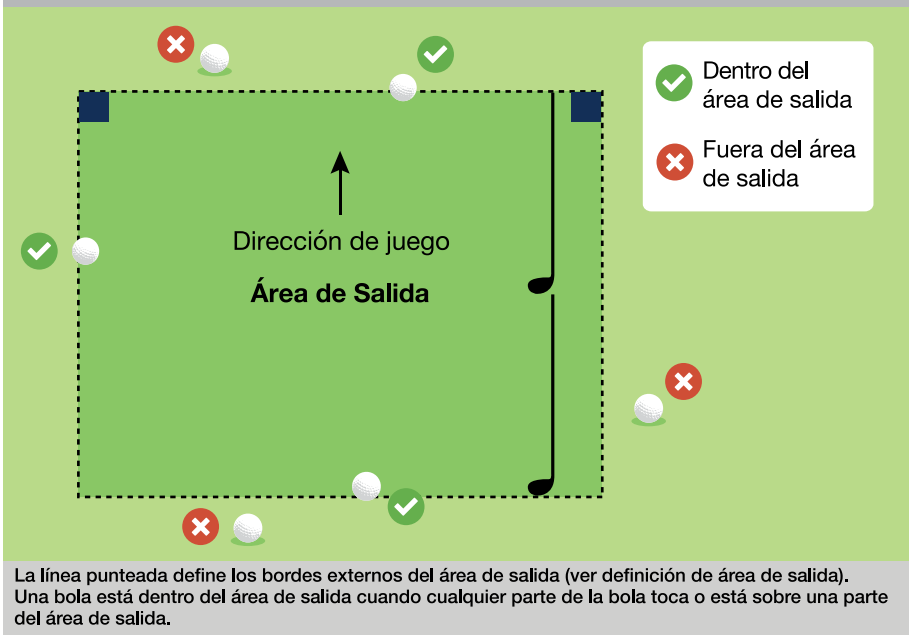 Dentro del
área de salida
Fuera del área
de salida
Dirección de juego
Área de Salida
La línea punteada define los bordes externos del área de salida (ver definición de área de salida).
Una bola está dentro del área de salida cuando cualquier parte de la bola toca o está sobre una parte
del área de salida.